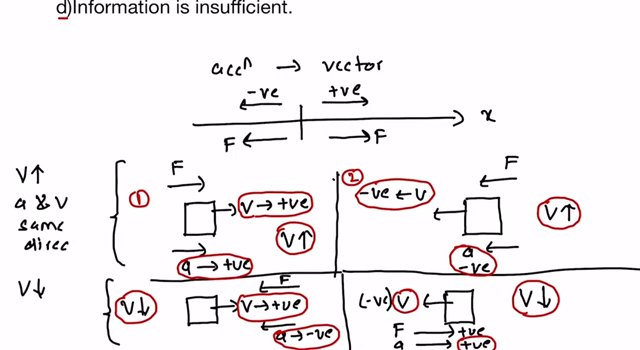 d)Information is insufficient.
accⁿ → vector
-ve +ve
x
F ← → F
V↑
a & V
same
direc
① F
V → +ve
V↑
a → +ve
② F
-ve ← V
V↑
a
-ve
V↓
V↓ F
V → +ve
a → -ve
(-ve) V
V↓
F → +ve
a → +ve